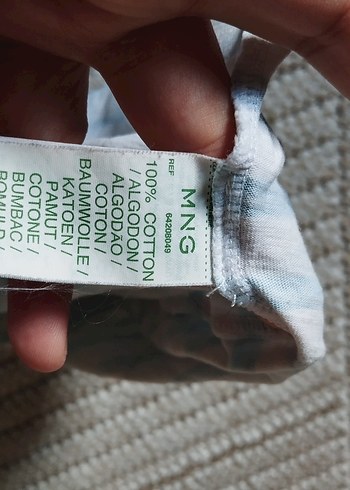 MNG
REF 64208049
100% COTTON
/ ALGODON /
ALGODÃO /
COTON /
BAUMWOLLE /
KATOEN /
PAMUT /
COTONE /
BUMBAC /